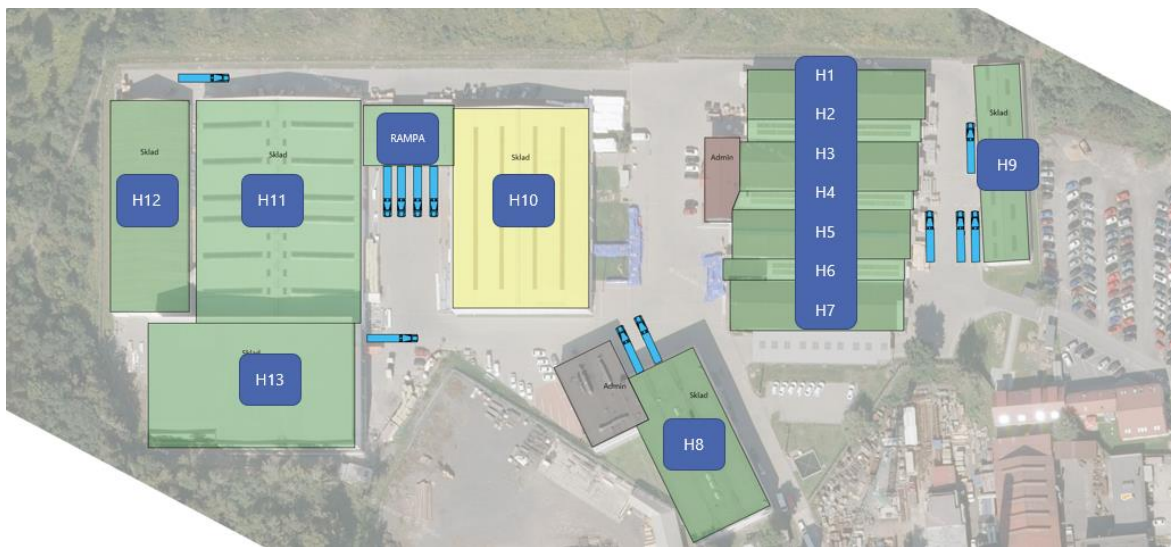 H1
Sklad
H2
RAMPA
Sklad
Sklad
Sklad
Admin
H3
H9
H12
H11
H10
H4
H5
H6
H7
Sklad
H13
Admin
Sklad
H8